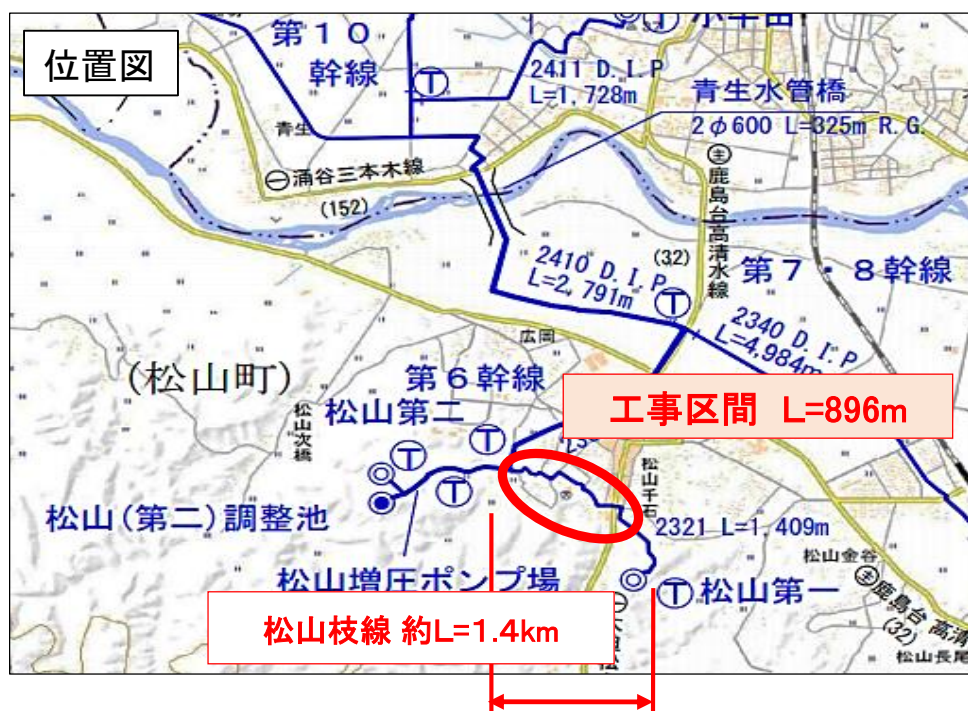 位置図
第10
幹線
小牛田
2411 D.I.P
L=1,728m
青生水管橋
2φ600 L=325m R.G.
青生
涌谷三本木線
(152)
主
鹿島台高清水線
(32)
2410 D.I.P
L=2,791m
第7・8幹線
2340 D.I.P
L=4,984m
広岡
(松山町)
第6幹線
工事区間 L=896m
松山次橋
松山第二
松山千石
松山(第二)調整池
2321 L=1,409m
松山増圧ポンプ場
松山金谷
松山第一
主
鹿島台高清
(32)
松山枝線 約L=1.4km
松山長尾
T
T
T
T
T
T
T